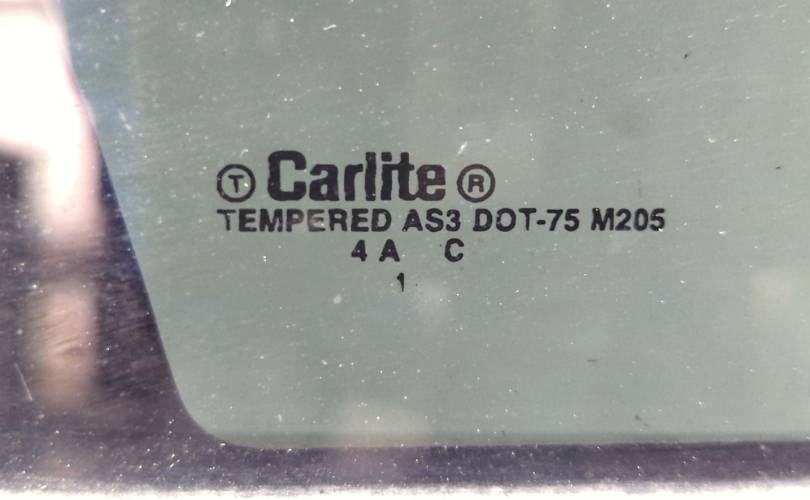 Ⓣ Carlite ®
TEMPERED AS3 DOT-75 M205
4 A C
1